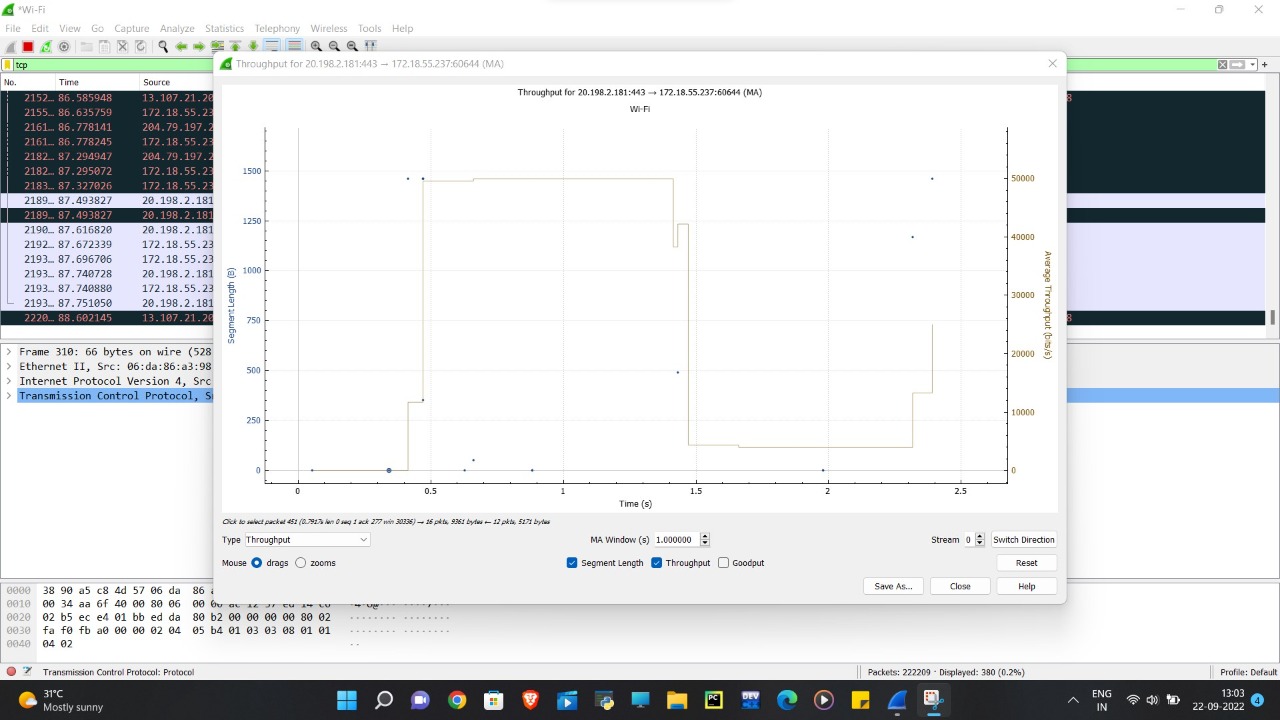 *Wi-Fi
File Edit View Go Capture Analyze Statistics Telephony Wireless Tools Help
tcp
No. Time Source
2152… 86.585948 13.107.21.20
2155… 86.635759 172.18.55.23
2161… 86.778141 204.79.197.2
2161… 86.778245 172.18.55.23
2182… 87.294947 204.79.197.2
2182… 87.295072 172.18.55.23
2183… 87.327026 172.18.55.23
2189… 87.493827 20.198.2.181
2189… 87.493827 20.198.2.181
2190… 87.616820 20.198.2.181
2192… 87.672339 172.18.55.23
2193… 87.696706 172.18.55.23
2193… 87.740728 20.198.2.181
2193… 87.740880 172.18.55.23
2193… 87.751050 20.198.2.181
2220… 88.602145 13.107.21.20
Frame 310: 66 bytes on wire (528
Ethernet II, Src: 06:da:86:a3:98
Internet Protocol Version 4, Src
Transmission Control Protocol, S
Throughput for 20.198.2.181:443 → 172.18.55.237:60644 (MA)
Throughput for 20.198.2.181:443 → 172.18.55.237:60644 (MA)
Wi-Fi
Segment Length (B)
1500
1250
1000
750
500
250
0
Average Throughput (bits/s)
50000
40000
30000
20000
10000
0
0 0.5 1 1.5 2 2.5
Time (s)
Click to select packet 451 (0.7917s len 0 seq 1 ack 277 win 30336) → 16 pkts, 9361 bytes ← 12 pkts, 5171 bytes
Type Throughput MA Window (s) 1.000000 Stream 0 Switch Direction
Mouse drags zooms Segment Length Throughput Goodput Reset
Save As… Close Help
0000 38 90 a5 c8 4d 57 06 da 86 a
0010 00 34 aa 6f 40 00 80 06
0020 02 b5 ec e4 01 bb ed da 80 b2 00 00 00 00 80 02
0030 fa f0 fb a0 00 00 02 04 05 b4 01 03 03 08 01 01
0040 04 02
Transmission Control Protocol: Protocol Packets: 222209 · Displayed: 380 (0.2%) Profile: Default
31°C
Mostly sunny
PC
DEV
ENG
IN
13:03
22-09-2022
4